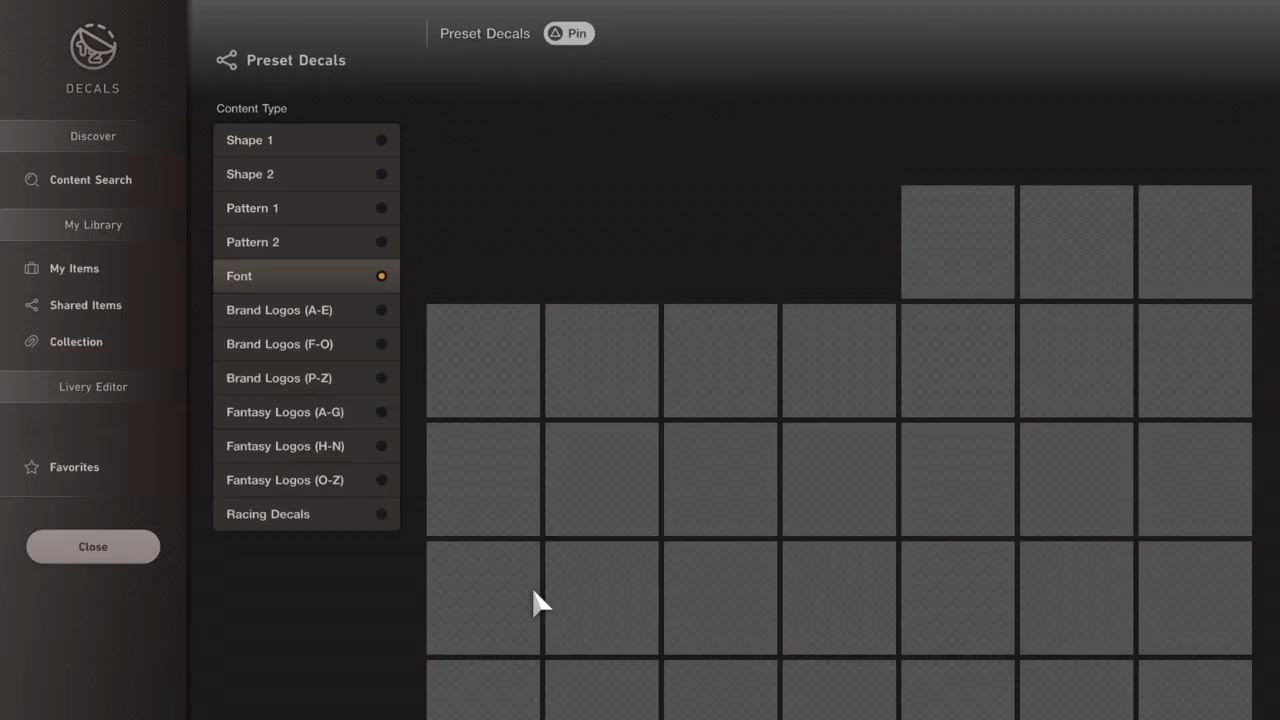 DECALS
Discover
Content Search
My Library
My Items
Shared Items
Collection
Livery Editor
Favorites
Close
Preset Decals
Content Type
Shape 1
Shape 2
Pattern 1
Pattern 2
Font
Brand Logos (A-E)
Brand Logos (F-O)
Brand Logos (P-Z)
Fantasy Logos (A-G)
Fantasy Logos (H-N)
Fantasy Logos (O-Z)
Racing Decals
Preset Decals Pin